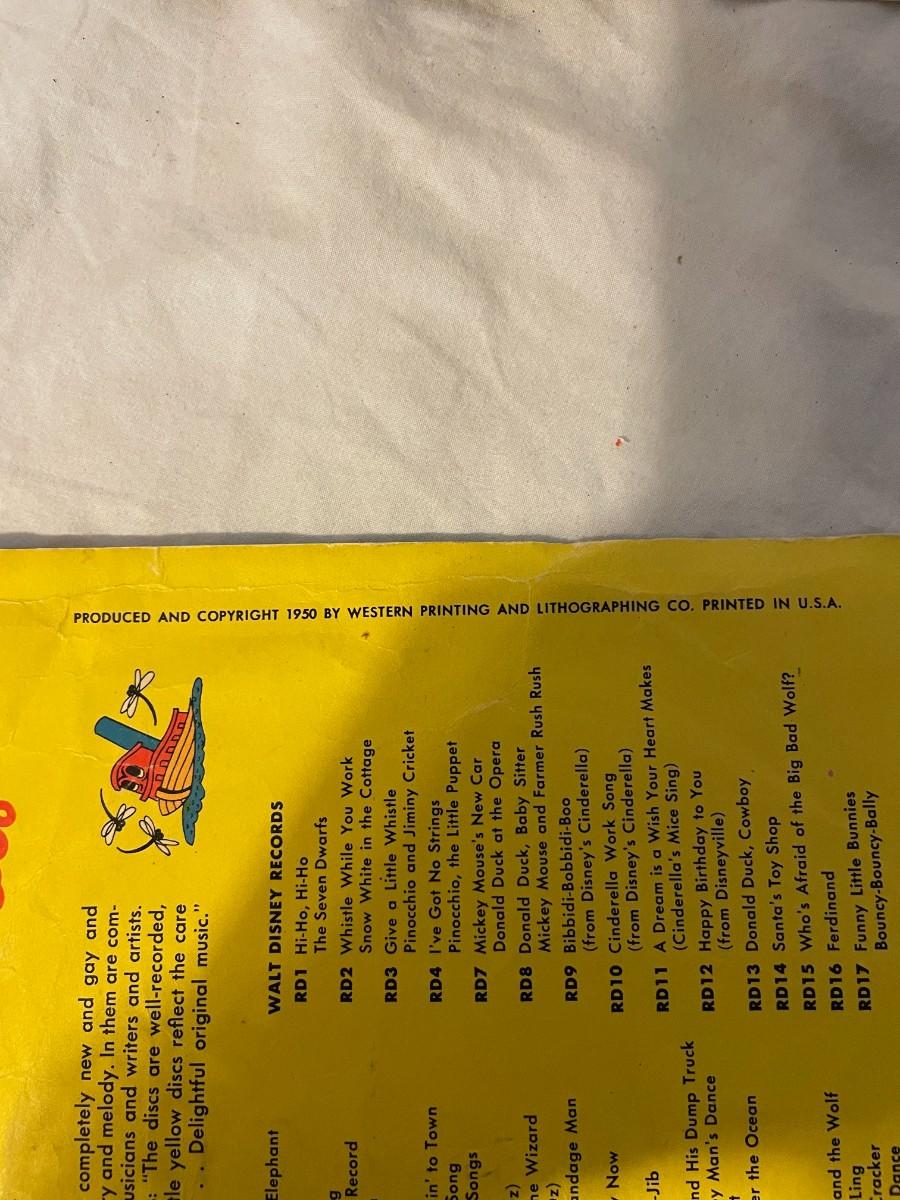 completely new and gay and
y and melody. In them are com-
usicians and writers and artists.
: "The discs are well-recorded,
tle yellow discs reflect the care
. . Delightful original music."
Elephant
g
Record
in' to Town
Song
Songs
z)
he Wizard
z)
andage Man
y Now
-Jib
nd His Dump Truck
y Man's Dance
t
er the Ocean
and the Wolf
ing
racker
Dance
WALT DISNEY RECORDS
RD1 Hi-Ho, Hi-Ho
The Seven Dwarfs
RD2 Whistle While You Work
Snow White in the Cottage
RD3 Give a Little Whistle
Pinocchio and Jiminy Cricket
RD4 I've Got No Strings
Pinocchio, the Little Puppet
RD7 Mickey Mouse's New Car
Donald Duck at the Opera
RD8 Donald Duck, Baby Sitter
Mickey Mouse and Farmer Rush Rush
RD9 Bibbidi-Bobbidi-Boo
(from Disney's Cinderella)
RD10 Cinderella Work Song
(from Disney's Cinderella)
RD11 A Dream is a Wish Your Heart Makes
(Cinderella's Mice Sing)
RD12 Happy Birthday to You
(from Disneyville)
RD13 Donald Duck, Cowboy
RD14 Santa's Toy Shop
RD15 Who's Afraid of the Big Bad Wolf?
RD16 Ferdinand
RD17 Funny Little Bunnies
Bouncy-Bouncy-Bally
PRODUCED AND COPYRIGHT 1950 BY WESTERN PRINTING AND LITHOGRAPHING CO. PRINTED IN U.S.A.